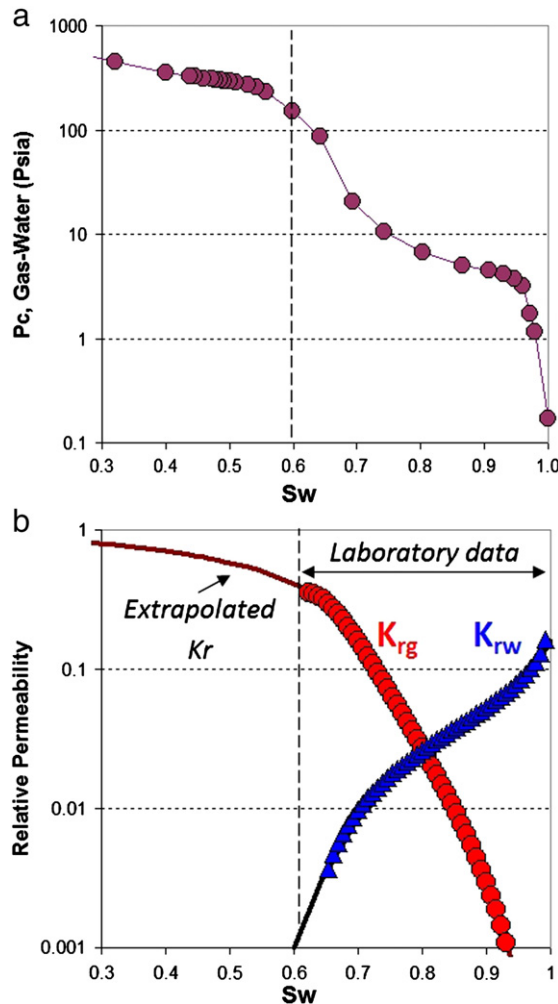 a
1000
100
10
1
0.1
Pc, Gas-Water (Psia)
0.3 0.4 0.5 0.6 0.7 0.8 0.9 1.0
Sw
b
1
0.1
0.01
0.001
Relative Permeability
Laboratory data
Extrapolated
Kr
Krg
Krw
0.3 0.4 0.5 0.6 0.7 0.8 0.9 1
Sw